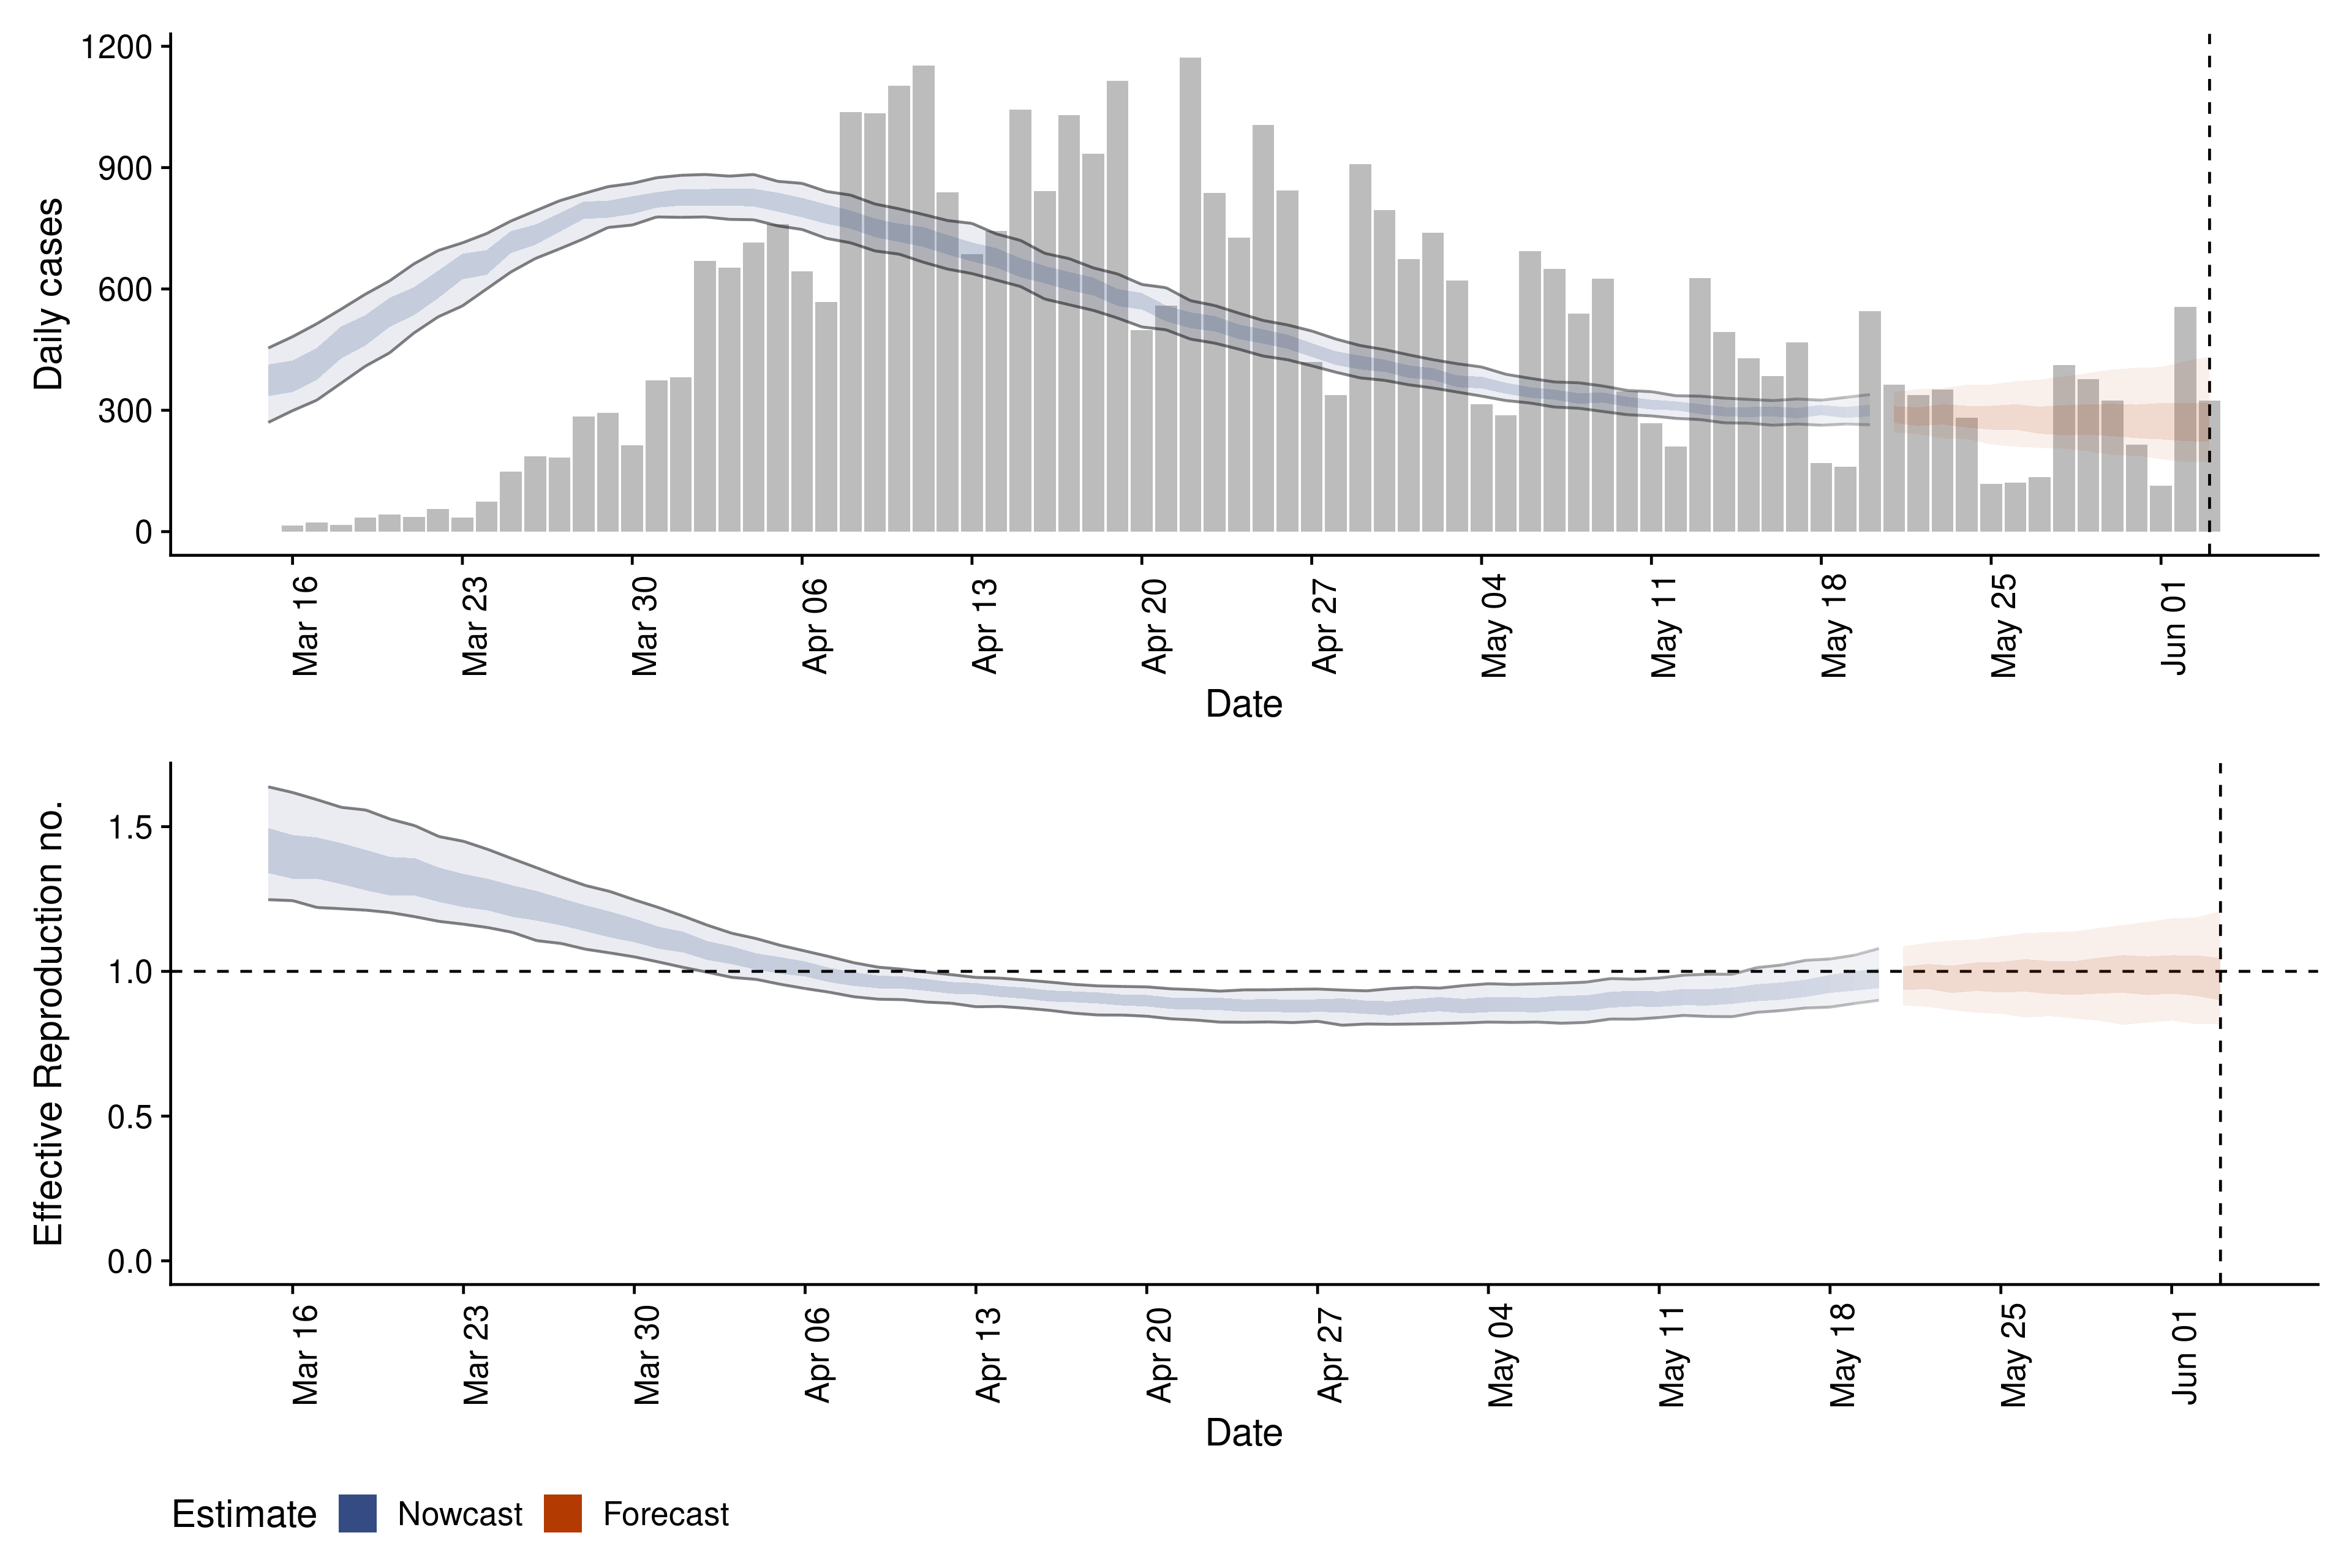 1200
900
600
300
0
Daily cases
Mar 16 Mar 23 Mar 30 Apr 06 Apr 13 Apr 20 Apr 27 May 04 May 11 May 18 May 25 Jun 01
Date
1.5
1.0
0.5
0.0
Effective Reproduction no.
Mar 16 Mar 23 Mar 30 Apr 06 Apr 13 Apr 20 Apr 27 May 04 May 11 May 18 May 25 Jun 01
Date
Estimate Nowcast Forecast